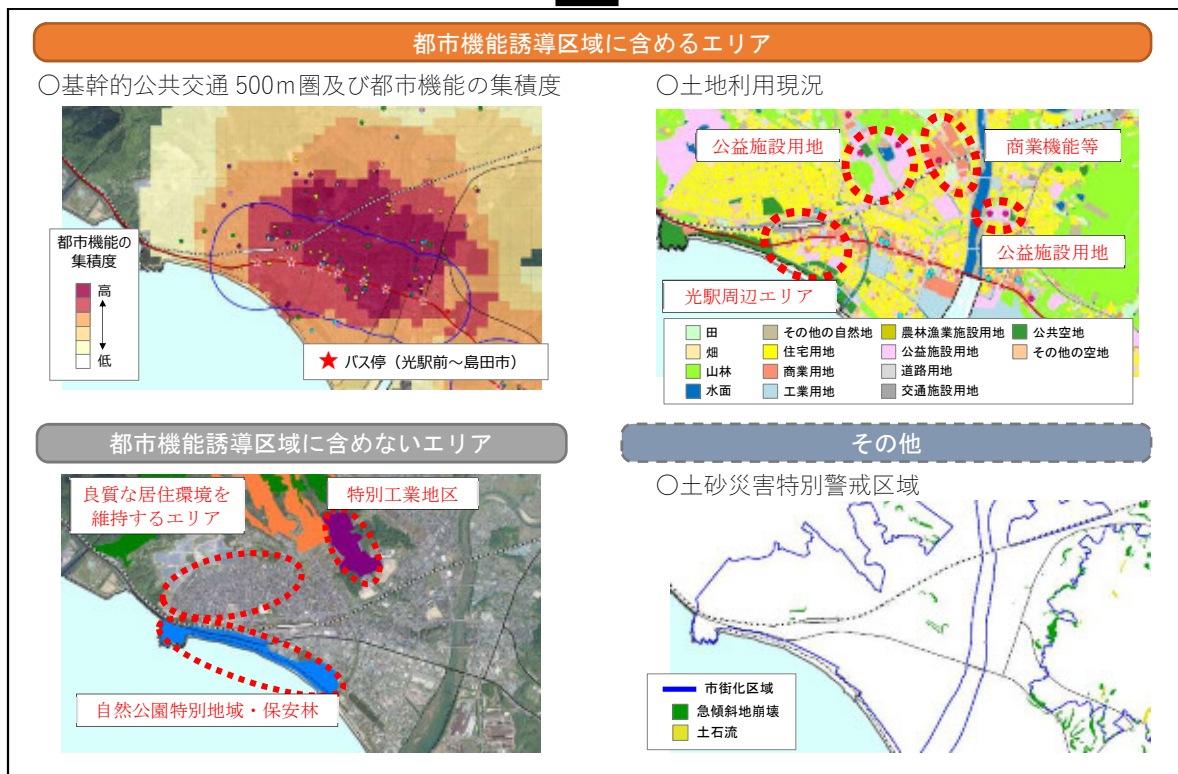 都市機能誘導区域に含めるエリア
○基幹的公共交通 500ｍ圏及び都市機能の集積度
都市機能の
集積度
高
低
★ バス停（光駅前～島田市）
○土地利用現況
公益施設用地
商業機能等
公益施設用地
光駅周辺エリア
田
その他の自然地
農林漁業施設用地
公共空地
畑
住宅用地
公益施設用地
その他の空地
山林
商業用地
道路用地
水面
工業用地
交通施設用地
都市機能誘導区域に含めないエリア
良質な居住環境を
維持するエリア
特別工業地区
自然公園特別地域・保安林
その他
○土砂災害特別警戒区域
市街化区域
急傾斜地崩壊
土石流